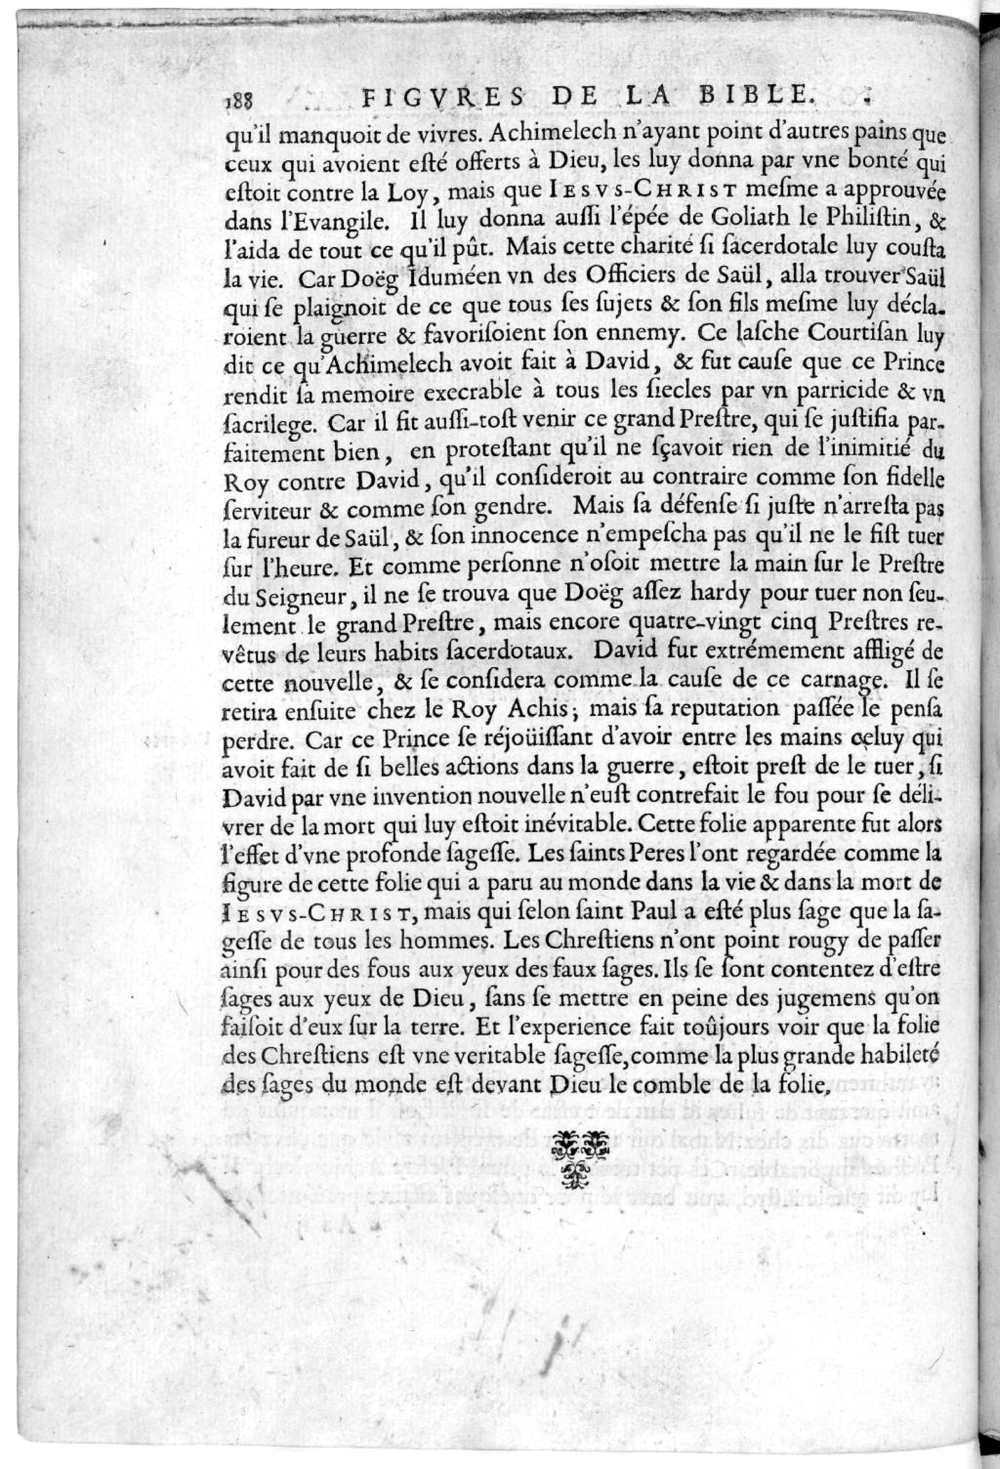 188 FIGVRES DE LA BIBLE.
qu'il manquoit de vivres. Achimelech n'ayant point d'autres pains que
ceux qui avoient eſté offerts à Dieu, les luy donna par vne bonté qui
eſtoit contre la Loy, mais que IESVS-CHRIST meſme a approuvée
dans l'Evangile. Il luy donna auſſi l'épée de Goliath le Philiſtin, &
l'aida de tout ce qu'il pût. Mais cette charité ſi ſacerdotale luy couſta
la vie. Car Doëg Iduméen vn des Officiers de Saül, alla trouver Saül
qui ſe plaignoit de ce que tous ſes ſujets & ſon fils meſme luy décla-
roient la guerre & favoriſoient ſon ennemy. Ce laſche Courtiſan luy
dit ce qu'Achimelech avoit fait à David, & fut cauſe que ce Prince
rendit ſa memoire execrable à tous les ſiecles par vn parricide & vn
ſacrilege. Car il fit auſſi-toſt venir ce grand Preſtre, qui ſe juſtifia par-
faitement bien, en proteſtant qu'il ne ſçavoit rien de l'inimitié du
Roy contre David, qu'il conſideroit au contraire comme ſon fidelle
ſerviteur & comme ſon gendre. Mais ſa défenſe ſi juſte n'arreſta pas
la fureur de Saül, & ſon innocence n'empeſcha pas qu'il ne le fiſt tuer
ſur l'heure. Et comme perſonne n'oſoit mettre la main ſur le Preſtre
du Seigneur, il ne ſe trouva que Doëg aſſez hardy pour tuer non ſeu-
lement le grand Preſtre, mais encore quatre-vingt cinq Preſtres re-
vêtus de leurs habits ſacerdotaux. David fut extrémement affligé de
cette nouvelle, & ſe conſidera comme la cauſe de ce carnage. Il ſe
retira enſuite chez le Roy Achis; mais ſa reputation paſſée le penſa
perdre. Car ce Prince ſe réjoüiſſant d'avoir entre les mains celuy qui
avoit fait de ſi belles actions dans la guerre, eſtoit preſt de le tuer, ſi
David par vne invention nouvelle n'euſt contrefait le fou pour ſe déli-
vrer de la mort qui luy eſtoit inévitable. Cette folie apparente fut alors
l'effet d'vne profonde ſageſſe. Les ſaints Peres l'ont regardée comme la
figure de cette folie qui a paru au monde dans la vie & dans la mort de
IESVS-CHRIST, mais qui ſelon ſaint Paul a eſté plus ſage que la ſa-
geſſe de tous les hommes. Les Chreſtiens n'ont point rougy de paſſer
ainſi pour des fous aux yeux des faux ſages. Ils ſe ſont contentez d'eſtre
ſages aux yeux de Dieu, ſans ſe mettre en peine des jugemens qu'on
faiſoit d'eux ſur la terre. Et l'experience fait toûjours voir que la folie
des Chreſtiens eſt vne veritable ſageſſe, comme la plus grande habileté
des ſages du monde eſt devant Dieu le comble de la folie.